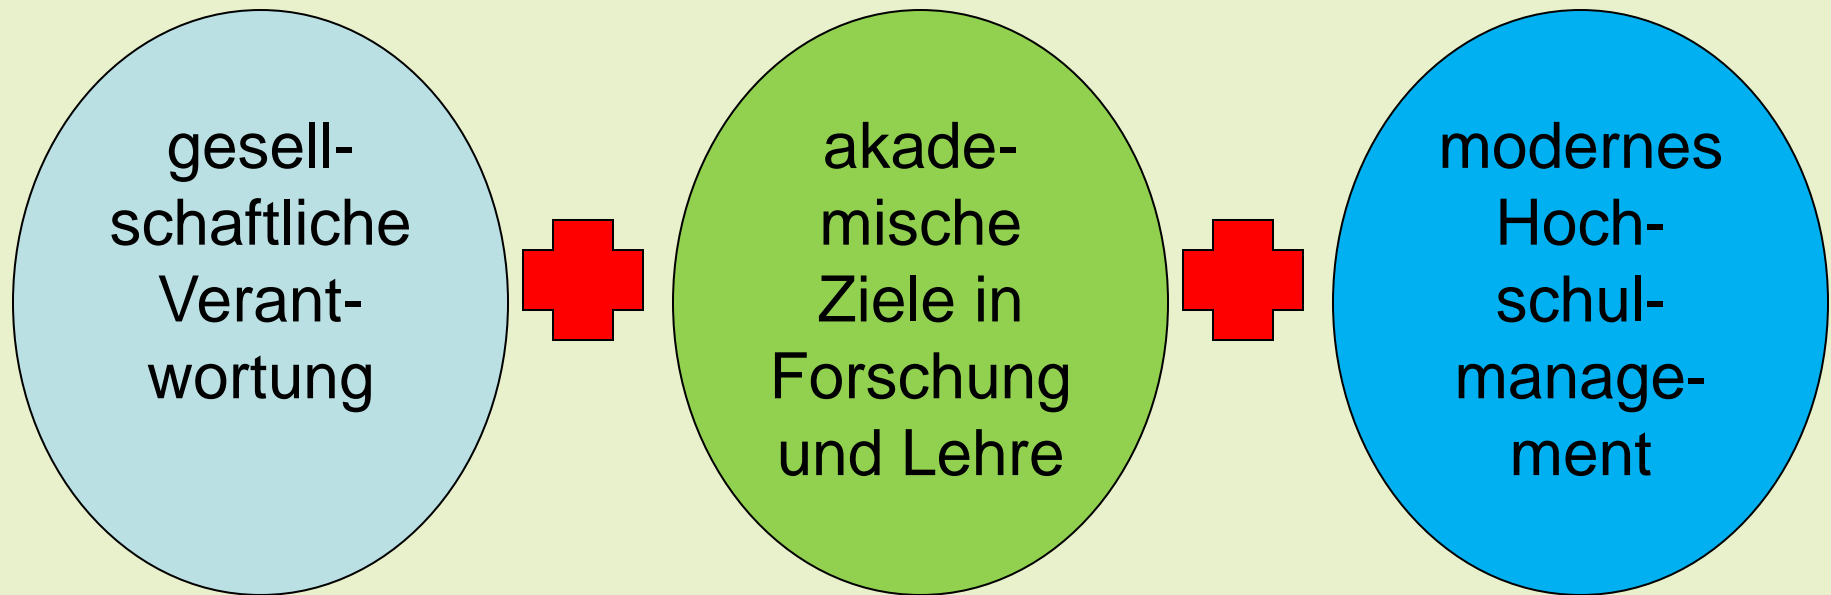 gesell-
schaftliche
Verant-
wortung
akade-
mische
Ziele in
Forschung
und Lehre
modernes
Hoch-
schul-
manage-
ment